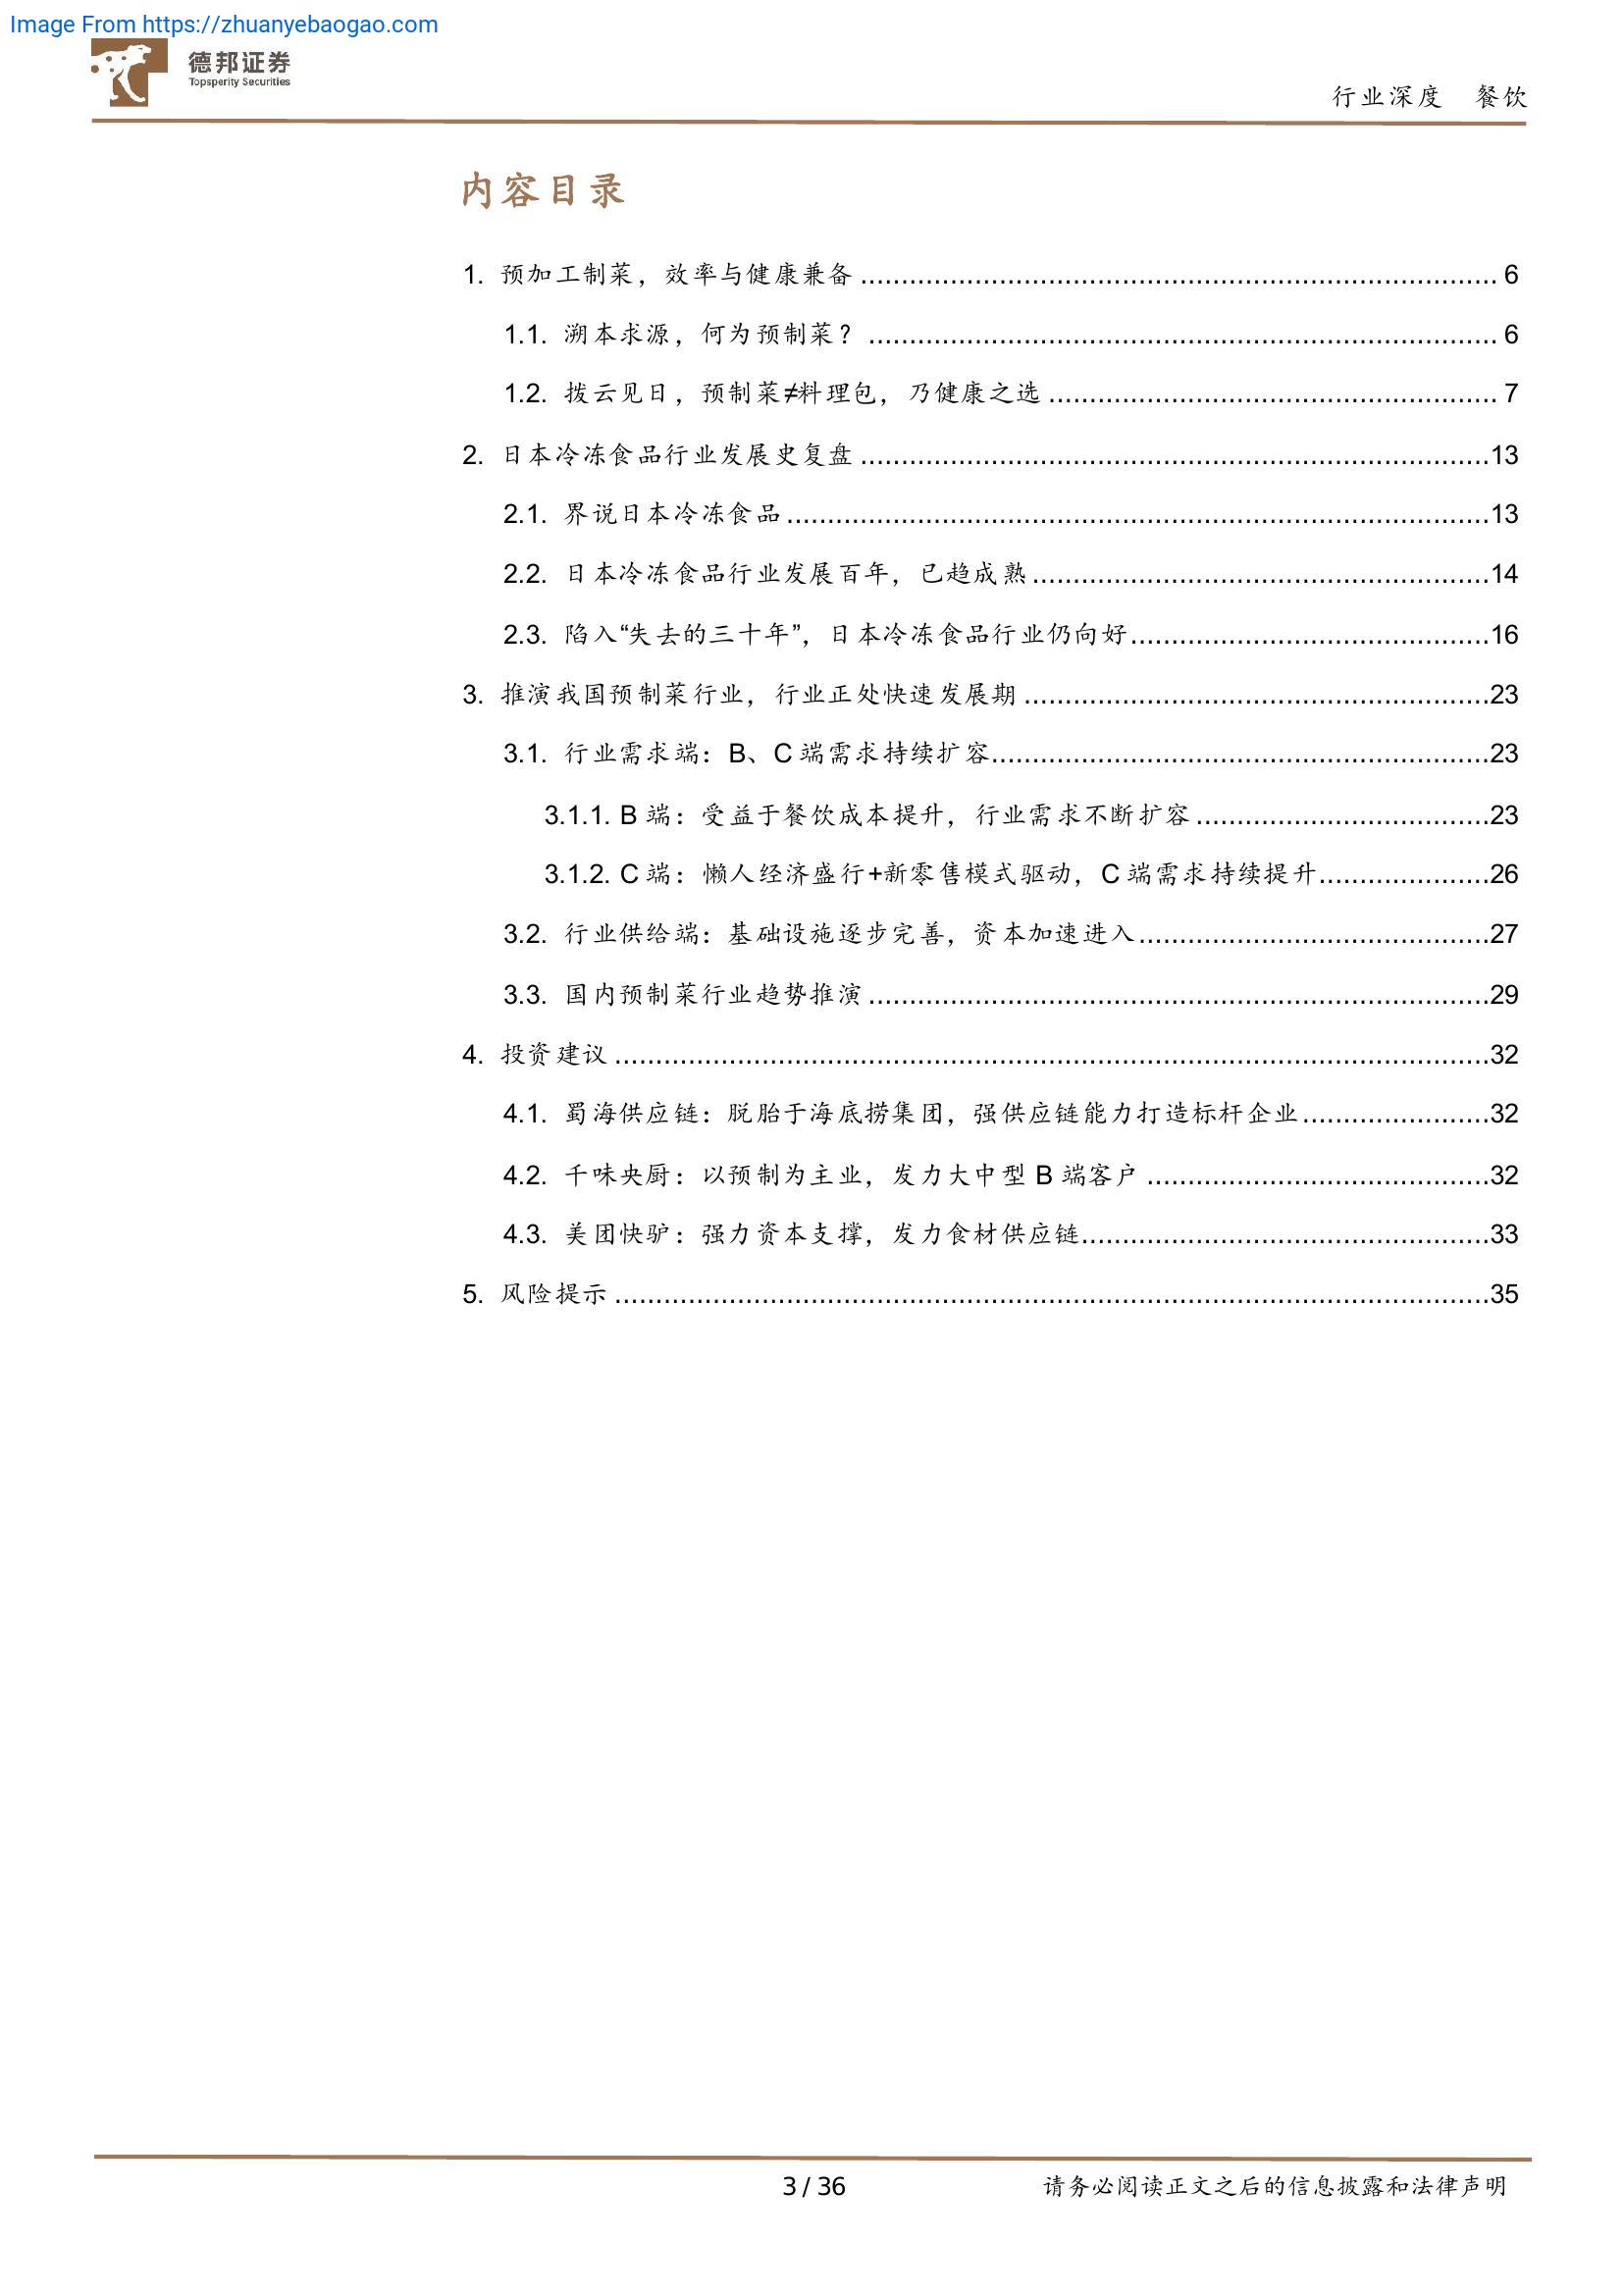 Image From https://zhuanyebaogao.com
德邦证券
Topsperity Securities
行业深度 餐饮
内容目录
1. 预加工制菜，效率与健康兼备 ........................................ 6
1.1. 溯本求源，何为预制菜？ ........................................ 6
1.2. 拨云见日，预制菜≠料理包，乃健康之选 ........................................ 7
2. 日本冷冻食品行业发展史复盘 ........................................13
2.1. 界说日本冷冻食品 ........................................13
2.2. 日本冷冻食品行业发展百年，已趋成熟 ........................................14
2.3. 陷入“失去的三十年”，日本冷冻食品行业仍向好 ........................................16
3. 推演我国预制菜行业，行业正处快速发展期 ........................................23
3.1. 行业需求端：B、C 端需求持续扩容 ........................................23
3.1.1. B 端：受益于餐饮成本提升，行业需求不断扩容 ........................................23
3.1.2. C 端：懒人经济盛行+新零售模式驱动，C 端需求持续提升 ........................................26
3.2. 行业供给端：基础设施逐步完善，资本加速进入 ........................................27
3.3. 国内预制菜行业趋势推演 ........................................29
4. 投资建议 ........................................32
4.1. 蜀海供应链：脱胎于海底捞集团，强供应链能力打造标杆企业 ........................................32
4.2. 千味央厨：以预制为主业，发力大中型 B 端客户 ........................................32
4.3. 美团快驴：强力资本支撑，发力食材供应链 ........................................33
5. 风险提示 ........................................35
3 / 36
请务必阅读正文之后的信息披露和法律声明